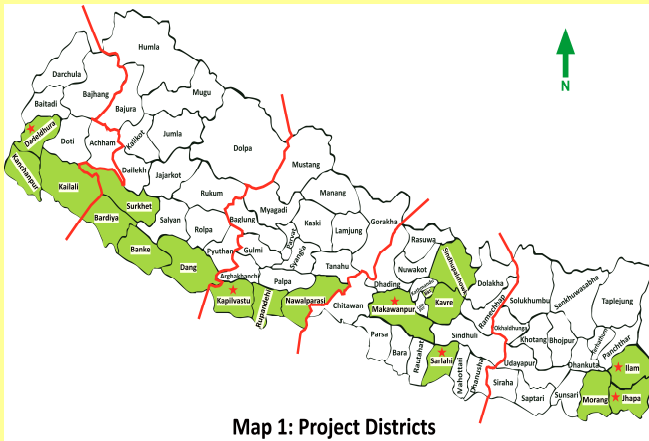 Humla
Darchula
Bajhang
Mugu
Baitadi
Bajura
Dadeldhura
Doti
Achham
Kalikot
Jumla
Dolpa
Kanchanpur
Dailekh
Jajarkot
Mustang
Kailali
Surkhet
Rukum
Manang
Bardiya
Salyan
Baglung
Myagadi
Gorakha
Rolpa
Parvat
Kaski
Lamjung
Banke
Pyuthan
Gulmi
Syangja
Rasuwa
Sindhupalchowk
Dang
Arghakhanchi
Palpa
Tanahu
Dhading
Nuwakot
Dolakha
Kapilvastu
Rupandehi
Nawalparasi
Chitawan
Makawanpur
Kavre
Ramechhap
Solukhumbu
Sankhuwasabha
Taplejung
Okhaldhunga
Parsa
Bara
Rautahat
Sarlahi
Sindhuli
Mahottari
Dhanusha
Udayapur
Khotang
Bhojpur
Terhathum
Panchthar
Dhankuta
Ilam
Siraha
Saptari
Sunsari
Morang
Jhapa
N
Map 1: Project Districts